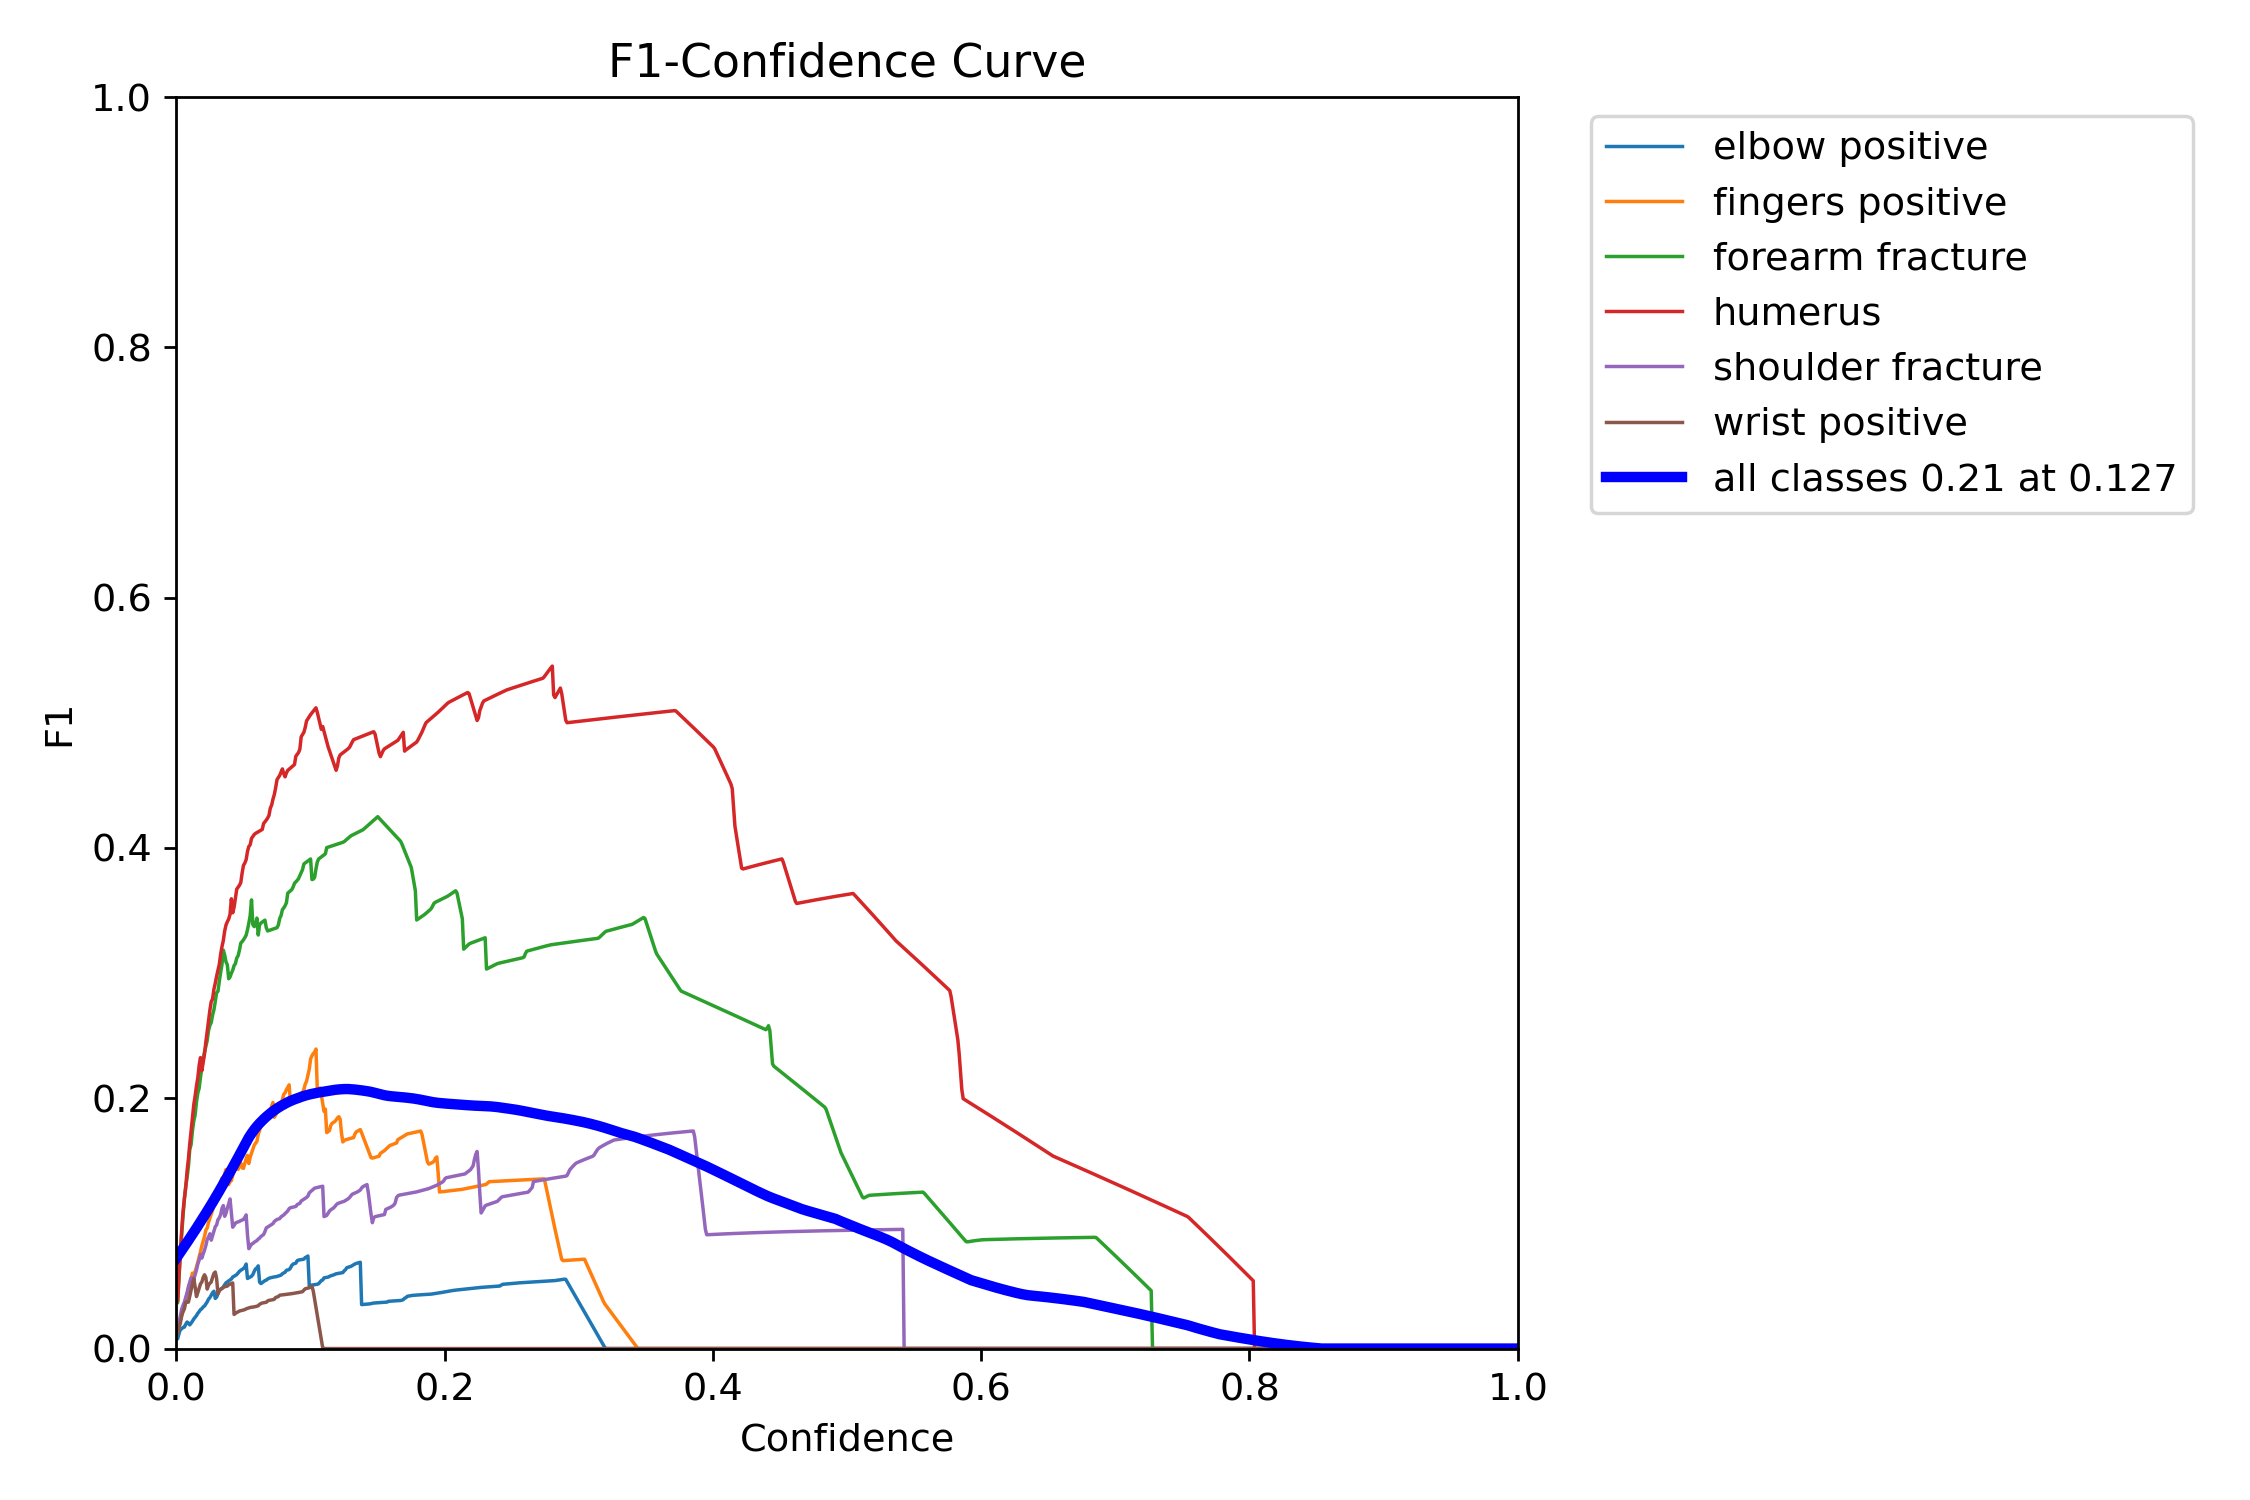 F1-Confidence Curve
1.0
0.8
0.6
0.4
0.2
0.0
F1
0.0 0.2 0.4 0.6 0.8 1.0
Confidence
elbow positive
fingers positive
forearm fracture
humerus
shoulder fracture
wrist positive
all classes 0.21 at 0.127